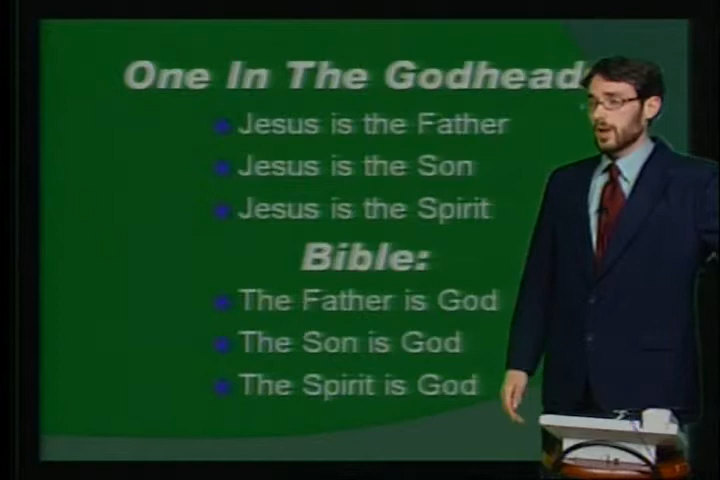 One In The Godhead
Jesus is the Father
Jesus is the Son
Jesus is the Spirit
Bible:
The Father is God
The Son is God
The Spirit is God